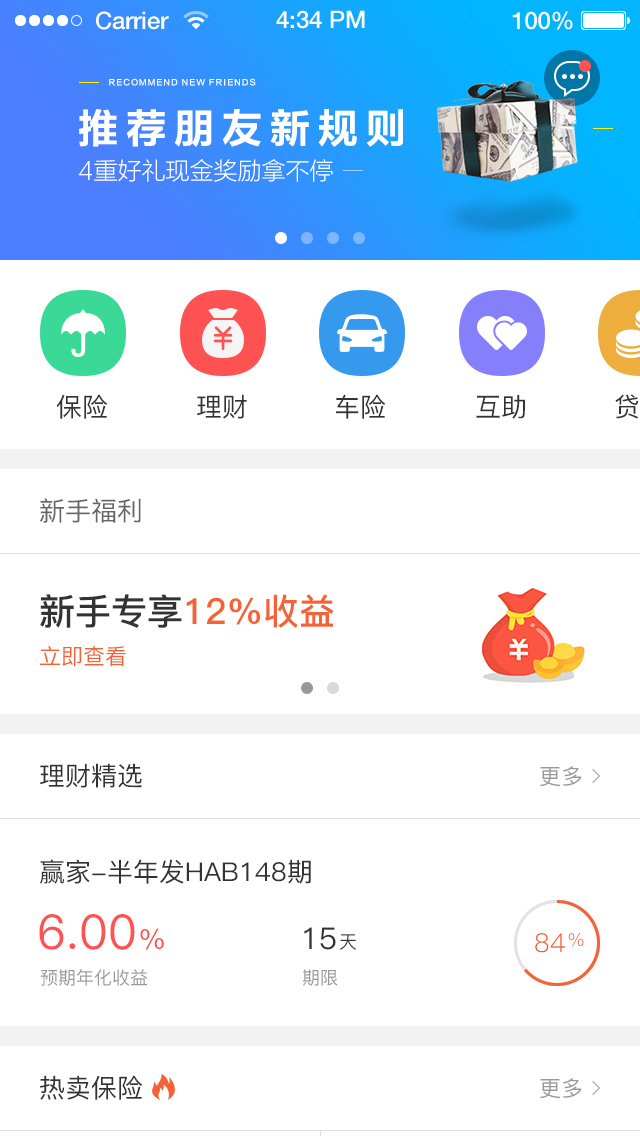 Carrier 4:34 PM 100%
RECOMMEND NEW FRIENDS
推荐朋友新规则
4重好礼现金奖励拿不停
保险 理财 车险 互助 贷
新手福利
新手专享12%收益
立即查看
¥
理财精选 更多
赢家-半年发HAB148期
6.00% 15天 84%
预期年化收益 期限
热卖保险 更多